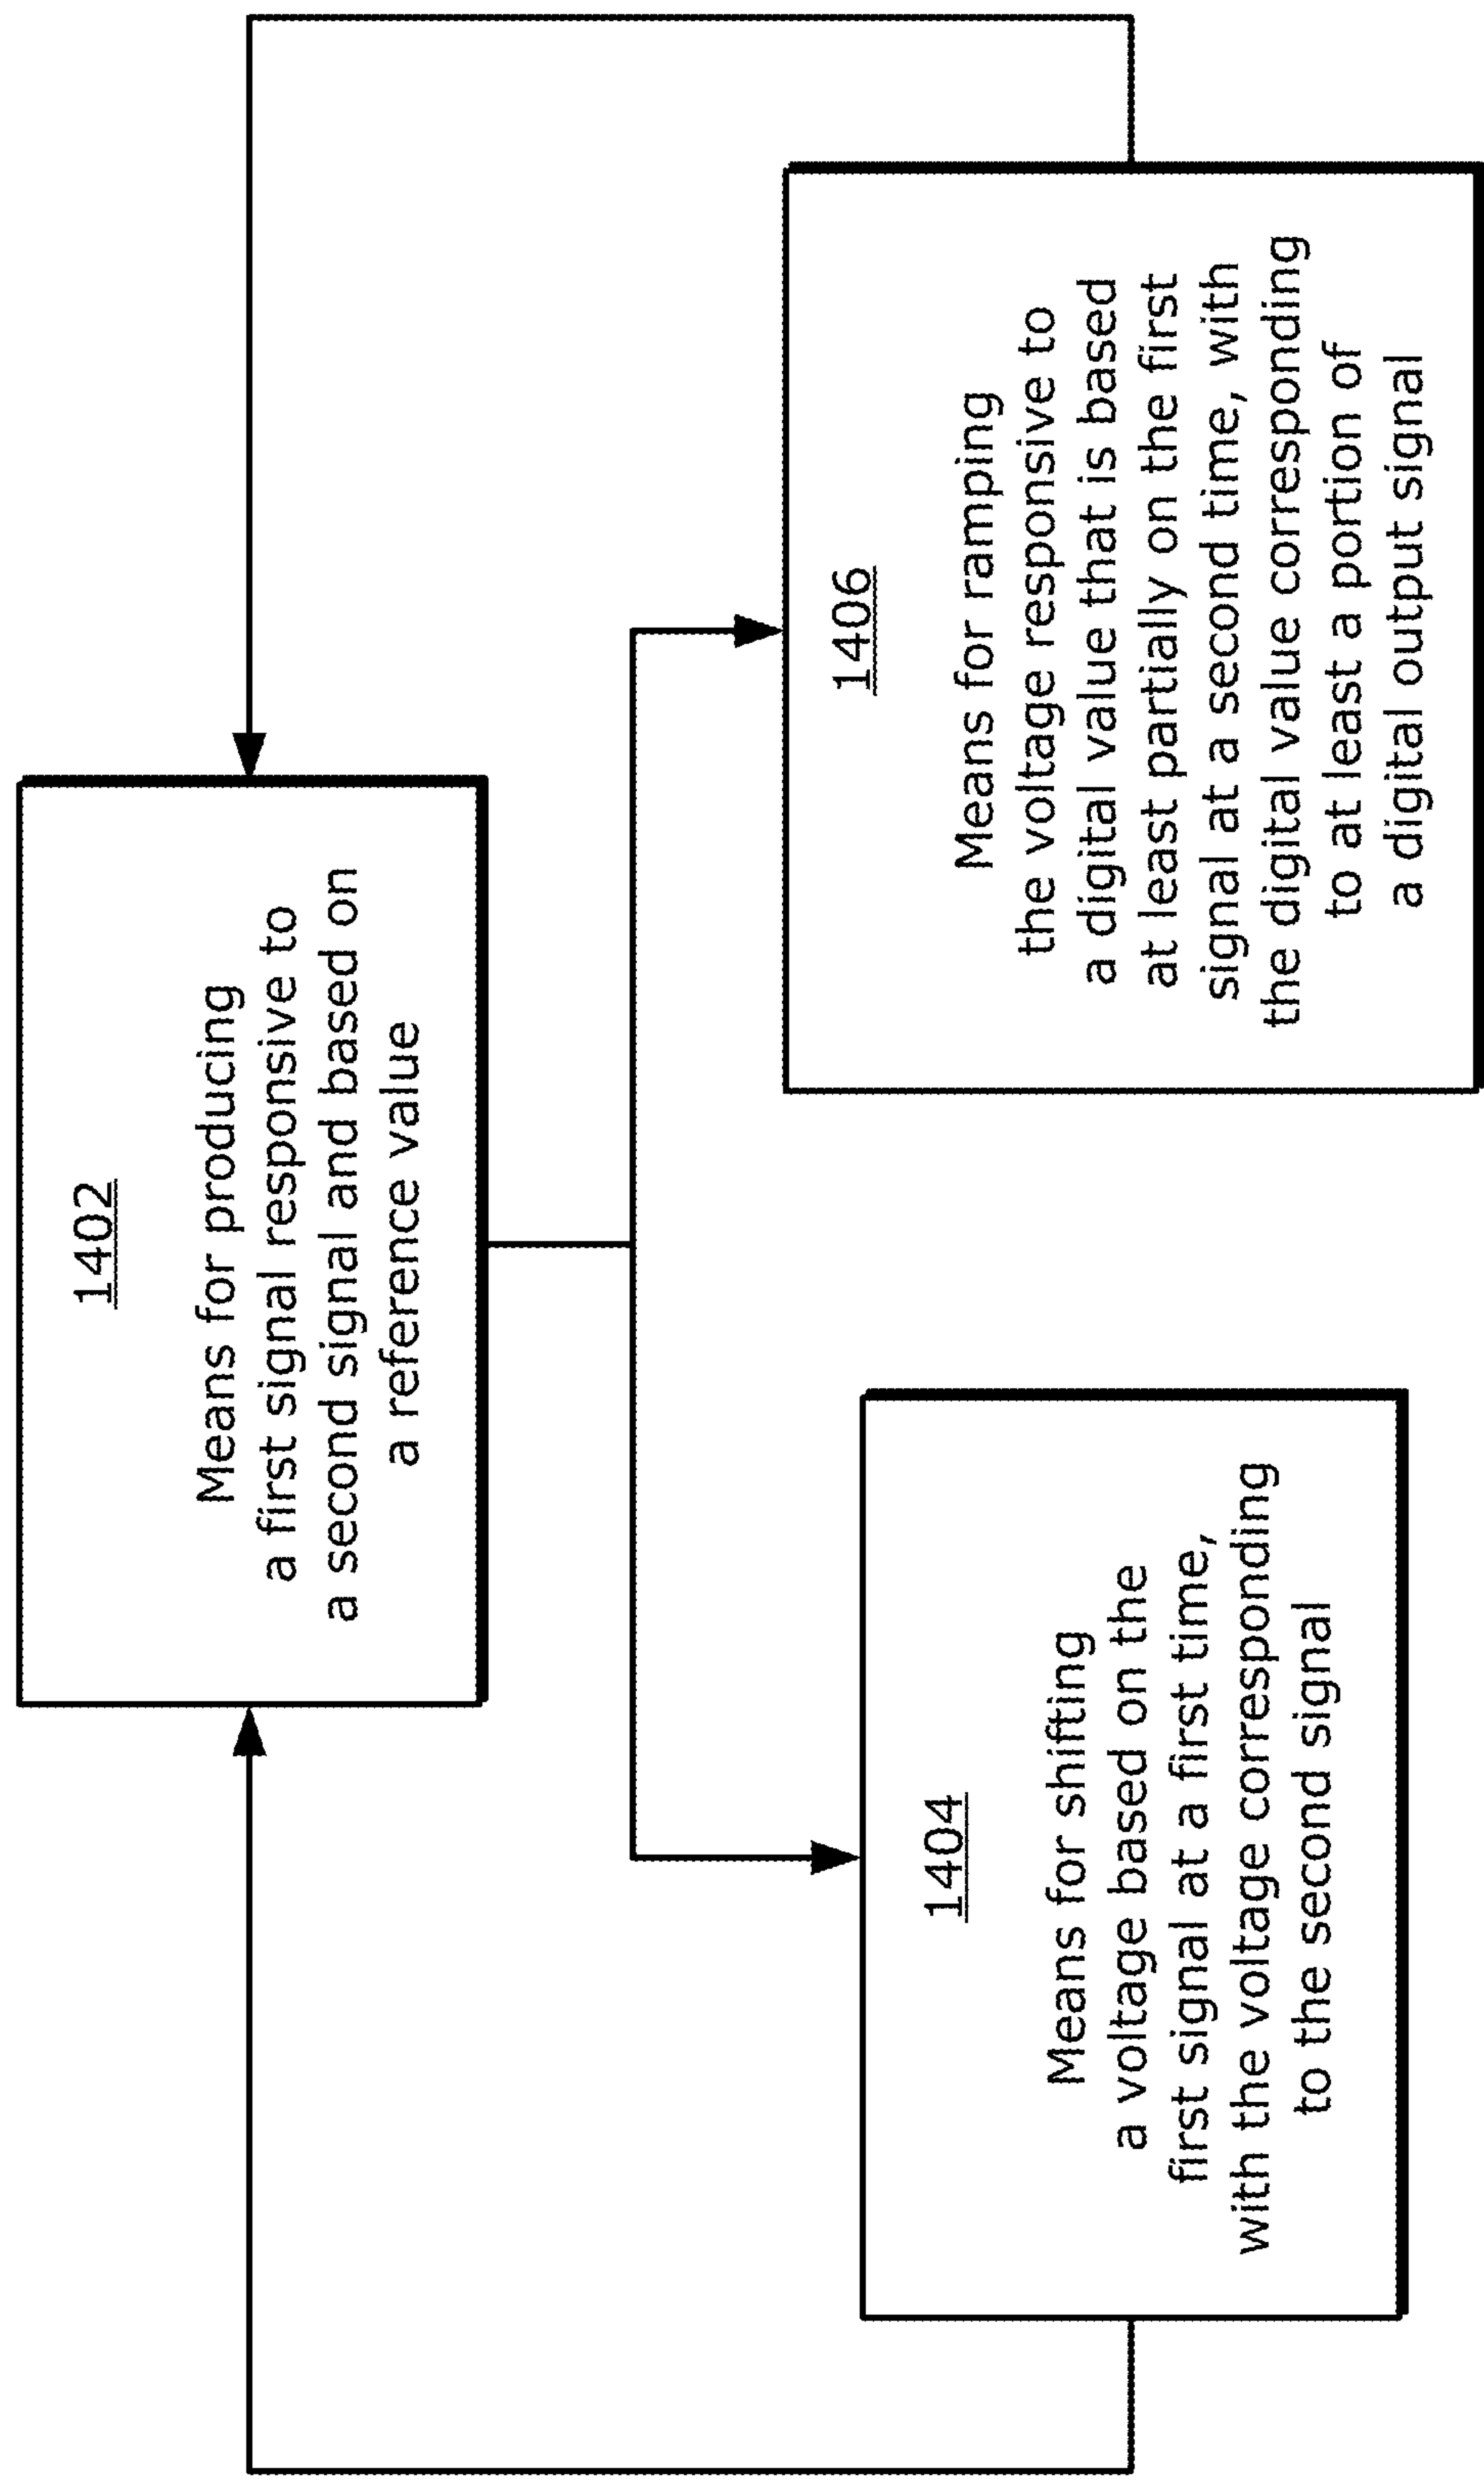 1402
Means for producing
a first signal responsive to
a second signal and based on
a reference value
1404
Means for shifting
a voltage based on the
first signal at a first time,
with the voltage corresponding
to the second signal
1406
Means for ramping
the voltage responsive to
a digital value that is based
at least partially on the first
signal at a second time, with
the digital value corresponding
to at least a portion of
a digital output signal